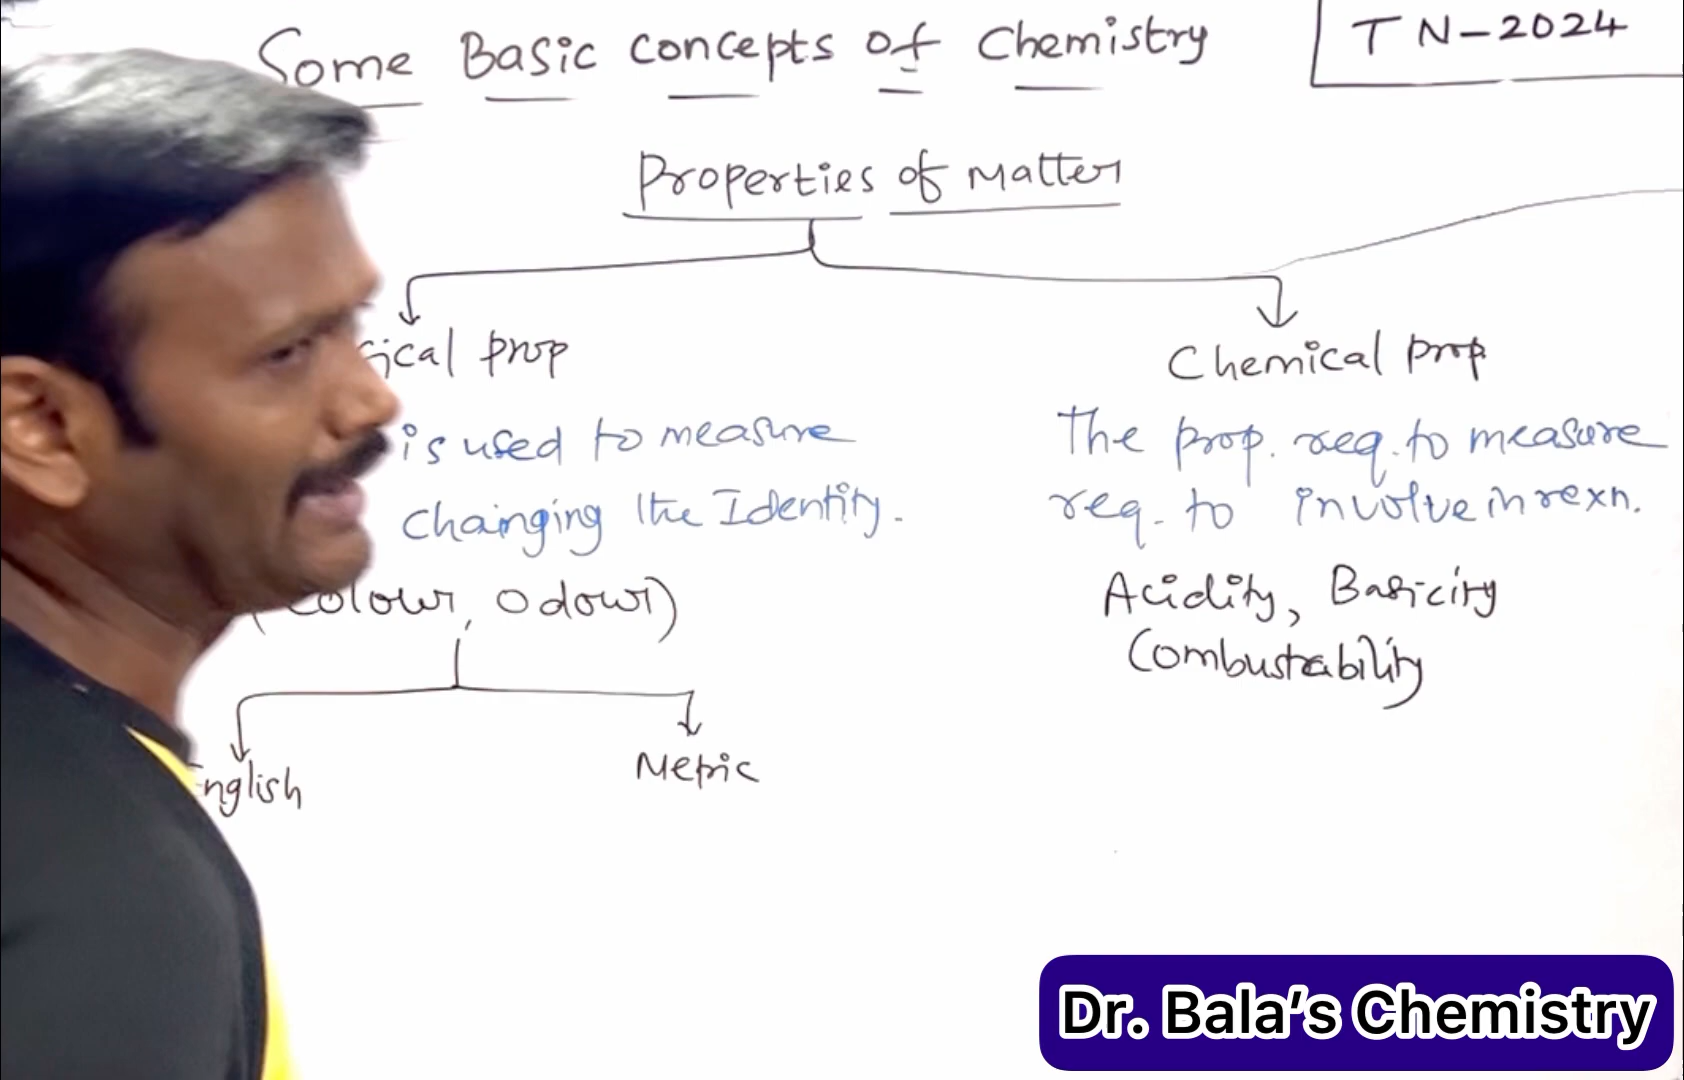 Some Basic concepts of Chemistry
TN-2024
Properties of Matter
ical prop
Chemical prop
is used to measure
The prop. req. to measure
changing the Identity.
req. to involve in rexn.
(colour, odour)
Acidity, Basicity
Combustability
nglish
Metric
Dr. Bala's Chemistry